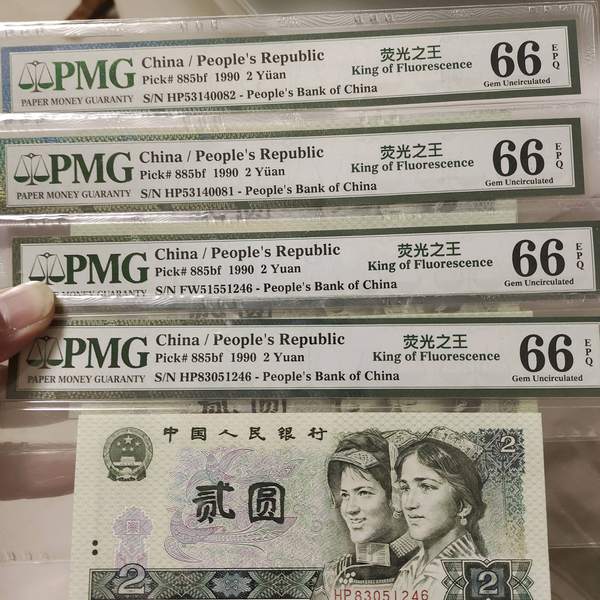 PMG
PAPER MONEY GUARANTY
China / People's Republic
Pick# 885bf 1990 2 Yüan
S/N HP53140082 - People's Bank of China
荧光之王
King of Fluorescence
66 EPQ
Gem Uncirculated
PMG
PAPER MONEY GUARANTY
China / People's Republic
Pick# 885bf 1990 2 Yüan
S/N HP53140081 - People's Bank of China
荧光之王
King of Fluorescence
66 EPQ
Gem Uncirculated
PMG
MONEY GUARANTY
China / People's Republic
Pick# 885bf 1990 2 Yuan
S/N FW51551246 - People's Bank of China
荧光之王
King of Fluorescence
66 EPQ
Gem Uncirculated
PMG
PAPER MONEY GUARANTY
China / People's Republic
Pick# 885bf 1990 2 Yuan
S/N HP83051246 - People's Bank of China
荧光之王
King of Fluorescence
66 EPQ
Gem Uncirculated
贰圆
中国人民银行
2
贰圆
2
HP83051246
2